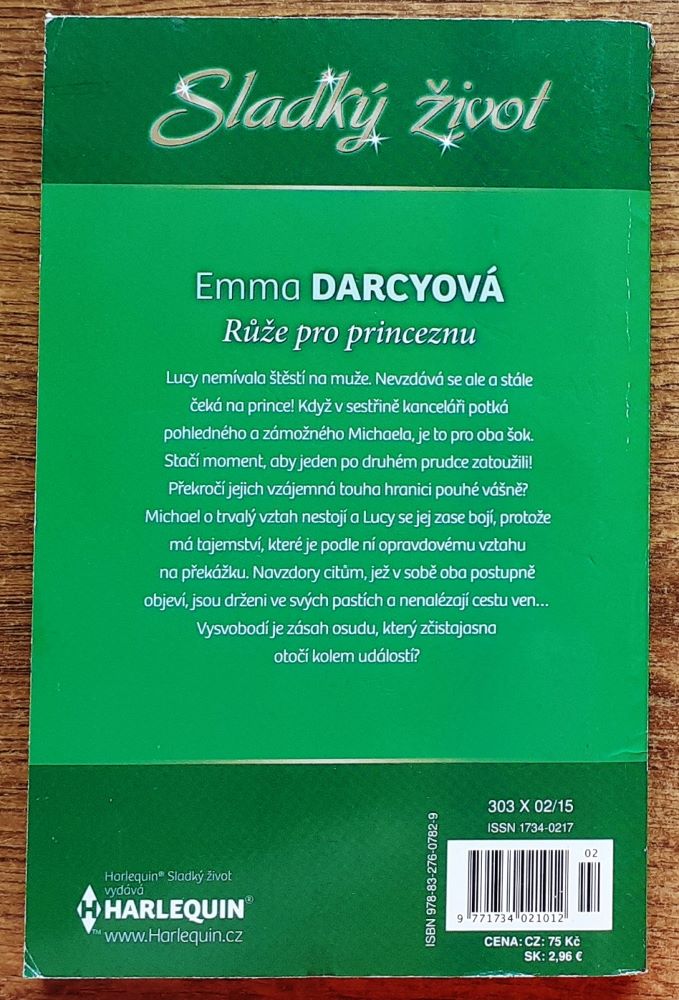 Sladký život
Emma DARCYOVÁ
Růže pro princeznu
Lucy nemívala štěstí na muže. Nevzdává se ale a stále
čeká na prince! Když v sestřině kanceláři potká
pohledného a zámožného Michaela, je to pro oba šok.
Stačí moment, aby jeden po druhém prudce zatoužili!
Překročí jejich vzájemná touha hranici pouhé vášně?
Michael o trvalý vztah nestojí a Lucy se jej zase bojí, protože
má tajemství, které je podle ní opravdovému vztahu
na překážku. Navzdory citům, jež v sobě oba postupně
objeví, jsou drženi ve svých pastích a nenalézají cestu ven…
Vysvobodí je zásah osudu, který zčistajasna
otočí kolem událostí?
303 X 02/15
ISSN 1734-0217
ISBN 978-83-276-0782-9
02
9 771734 021012
CENA: CZ: 75 Kč
SK: 2,96 €
Harlequin® Sladký život
vydává
H HARLEQUIN®
™ www.Harlequin.cz